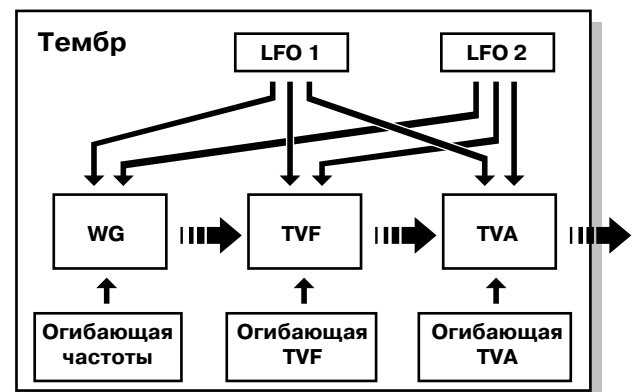 Тембр
LFO 1
LFO 2
WG
TVF
TVA
Огибающая
частоты
Огибающая
TVF
Огибающая
TVA